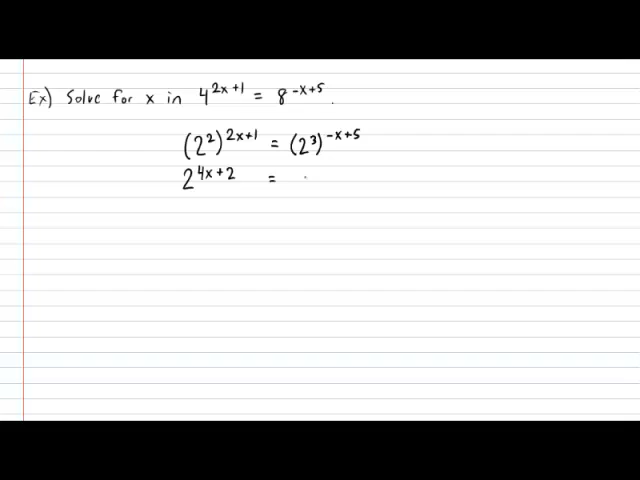 Ex) Solve for x in 4^{2x+1} = 8^{-x+5}.
(2^2)^{2x+1} = (2^3)^{-x+5}
2^{4x+2} =